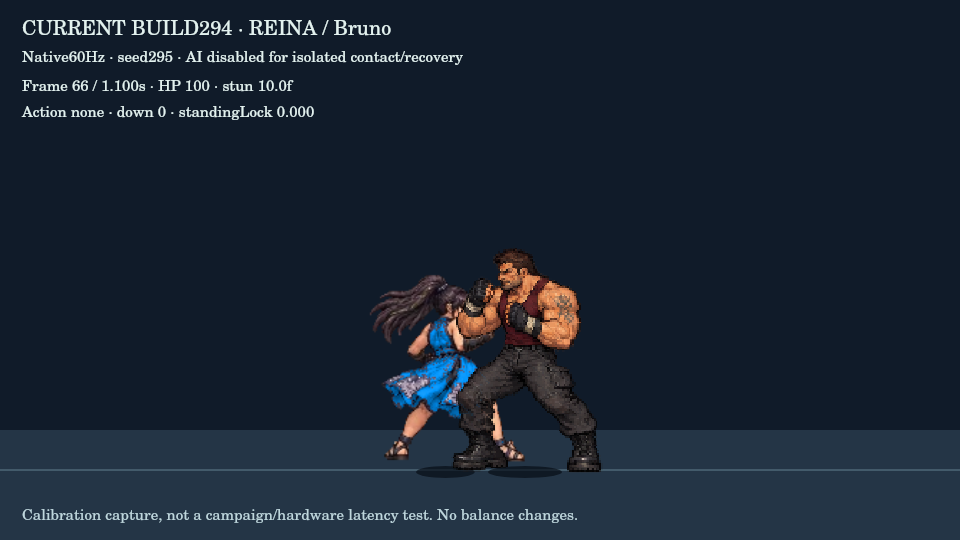 CURRENT BUILD294 · REINA / Bruno
Native60Hz · seed295 · AI disabled for isolated contact/recovery
Frame 66 / 1.100s · HP 100 · stun 10.0f
Action none · down 0 · standingLock 0.000
Calibration capture, not a campaign/hardware latency test. No balance changes.